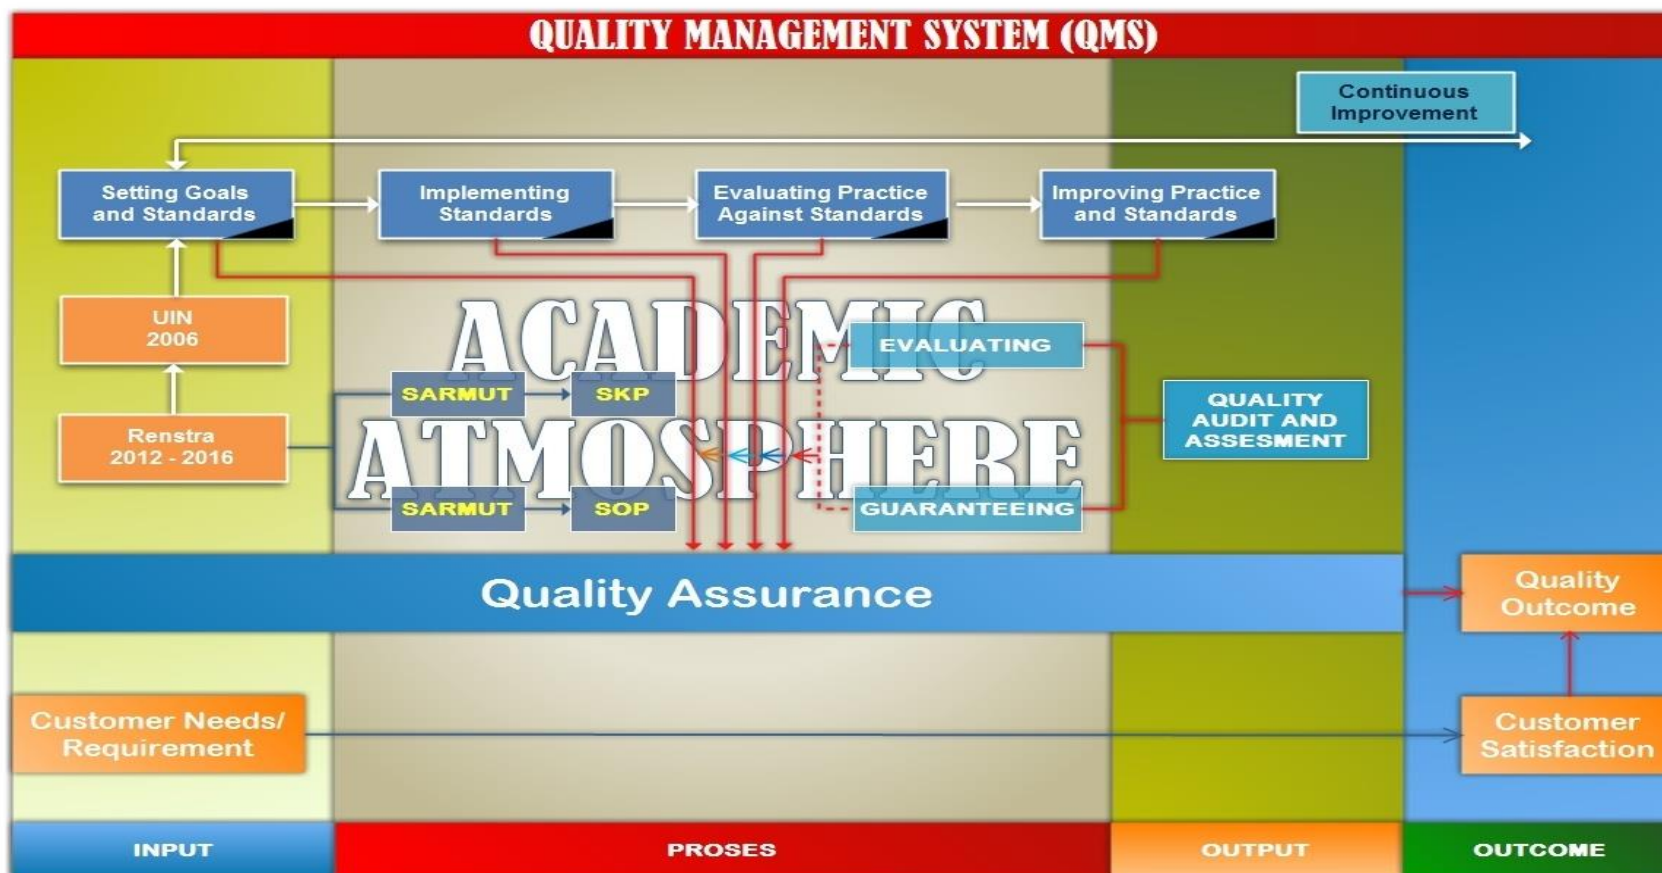 QUALITY MANAGEMENT SYSTEM (QMS)
Continuous
Improvement
Setting Goals
and Standards
Implementing
Standards
Evaluating Practice
Against Standards
Improving Practice
and Standards
UIN
2006
ACADEMIC
EVALUATING
SARMUT
SKP
QUALITY
AUDIT AND
ASSESMENT
Renstra
2012 - 2016
ATMOSPHERE
SARMUT
SOP
GUARANTEEING
Quality Assurance
Quality
Outcome
Customer Needs/
Requirement
Customer
Satisfaction
INPUT
PROSES
OUTPUT
OUTCOME